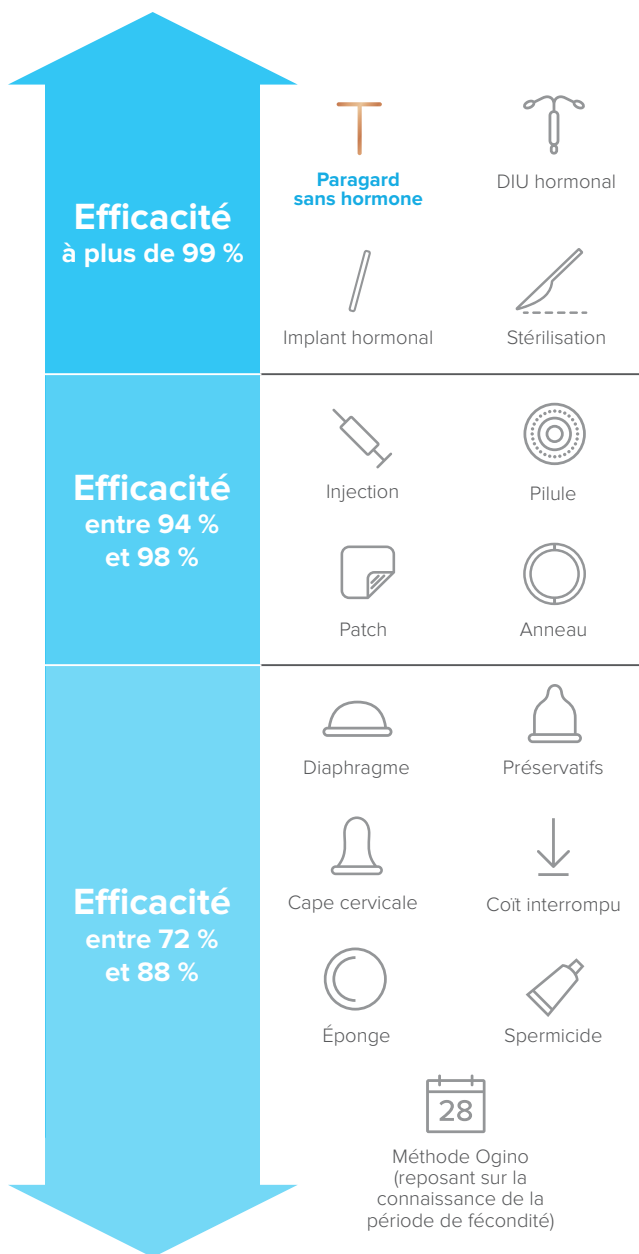 Efficacité
à plus de 99 %
Paragard
sans hormone
DIU hormonal
Implant hormonal
Stérilisation
Efficacité
entre 94 %
et 98 %
Injection
Pilule
Patch
Anneau
Efficacité
entre 72 %
et 88 %
Diaphragme
Préservatifs
Cape cervicale
Coït interrompu
Éponge
Spermicide
28
Méthode Ogino
(reposant sur la
connaissance de la
période de fécondité)